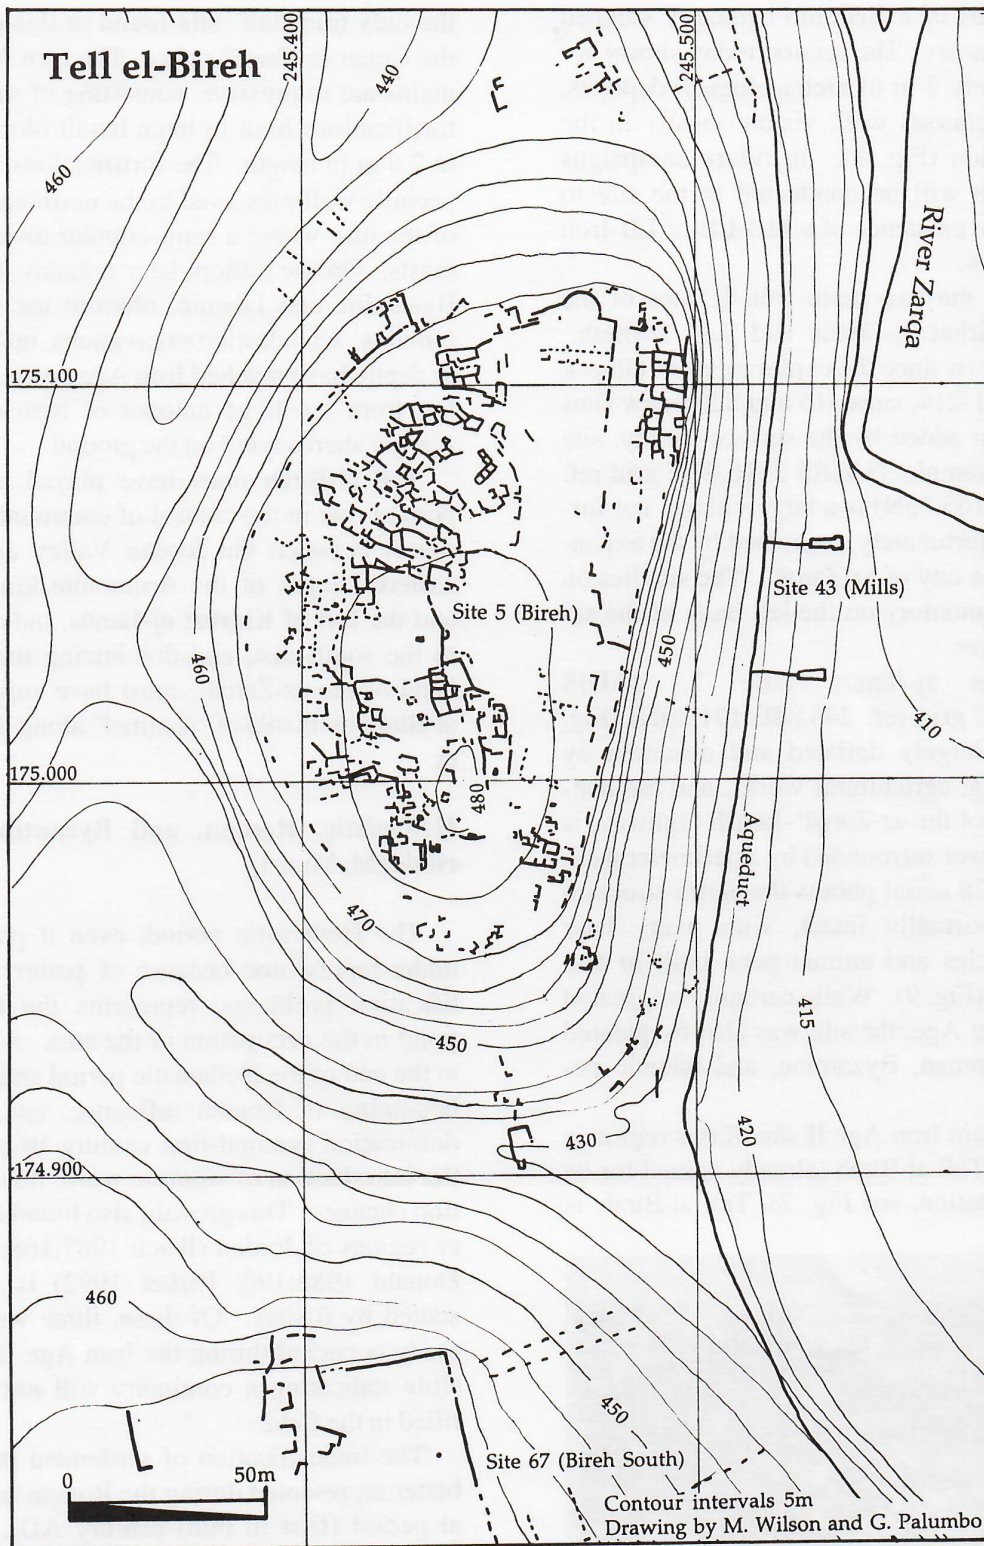 Tell el-Bireh
245.400
245.500
440
460
River Zarqa
175.100
Site 43 (Mills)
Site 5 (Bireh)
450
460
410
175.000
480
Aqueduct
470
415
450
430
420
174.900
460
450
0 50m
Site 67 (Bireh South)
Contour intervals 5m
Drawing by M. Wilson and G. Palumbo